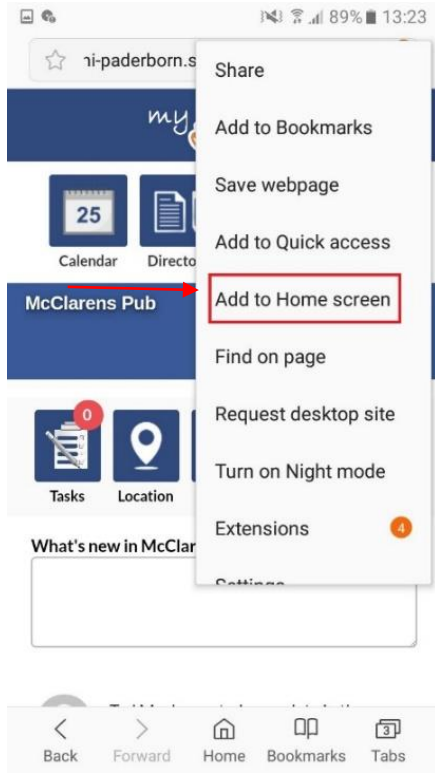 89% 13:23
ni-paderborn.s
my
Share
Add to Bookmarks
Save webpage
Add to Quick access
Add to Home screen
Find on page
Request desktop site
Turn on Night mode
Extensions 4
Settings
25
Calendar Directo
McClarens Pub
0
Tasks Location
What's new in McClar
Back Forward Home Bookmarks 3 Tabs